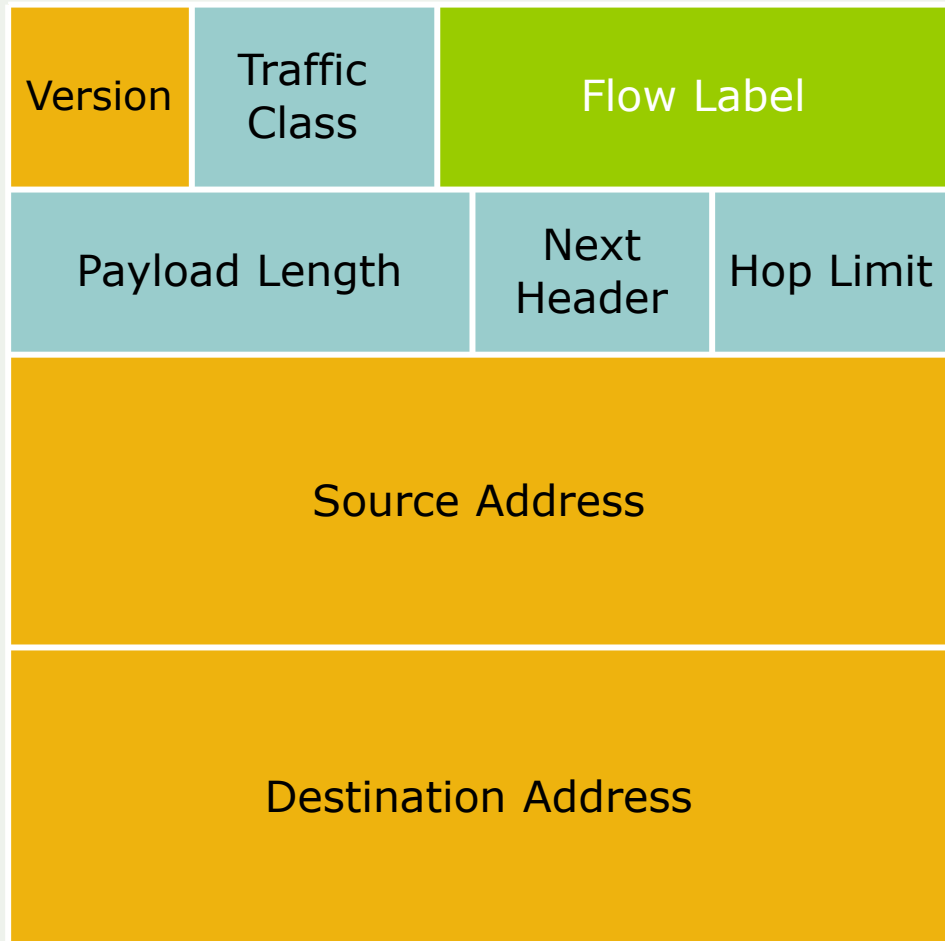 Version
Traffic
Class
Flow Label
Payload Length
Next
Header
Hop Limit
Source Address
Destination Address